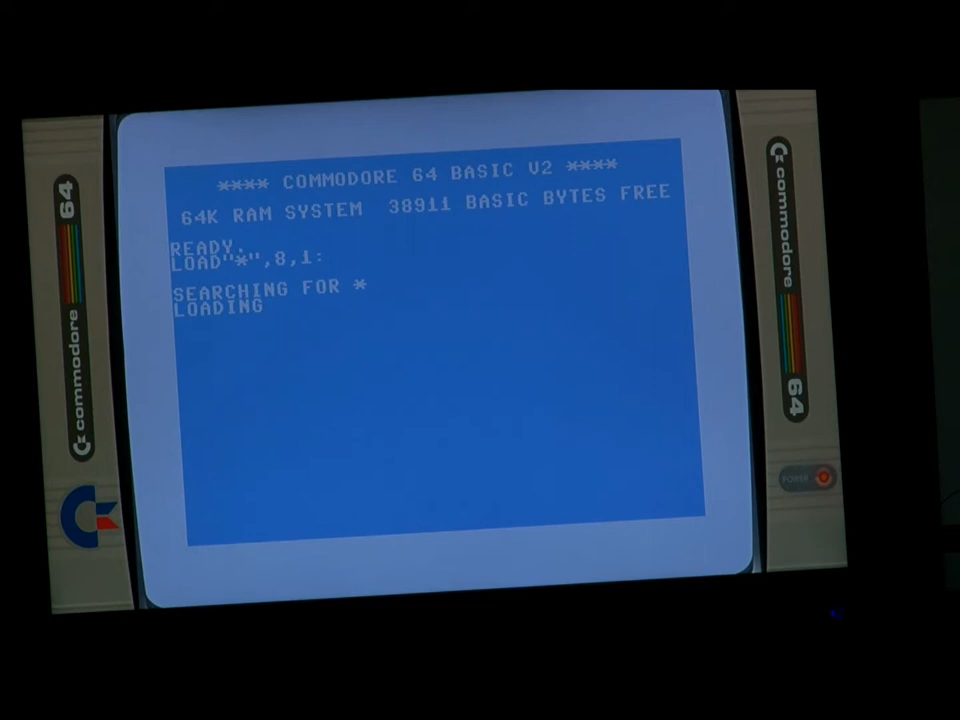 **** COMMODORE 64 BASIC V2 ****
64K RAM SYSTEM  38911 BASIC BYTES FREE
READY.
LOAD"*",8,1:
SEARCHING FOR *
LOADING
commodore 64
commodore 64
POWER